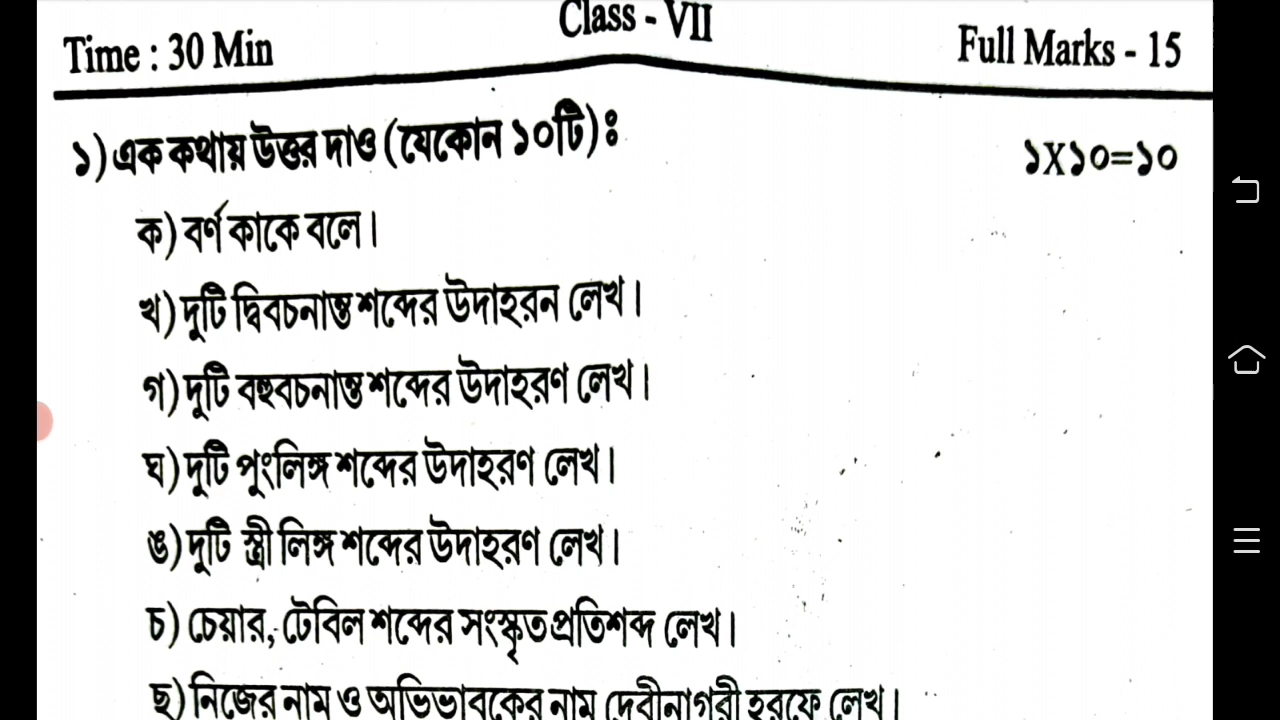 Class - VII
Time : 30 Min Full Marks - 15
১) এক কথায় উত্তর দাও (যেকোন ১০টি)ঃ ১X১০=১০
ক) বর্ণ কাকে বলে।
খ) দুটি দ্বিবচনান্ত শব্দের উদাহরন লেখ।
গ) দুটি বহুবচনান্ত শব্দের উদাহরণ লেখ।
ঘ) দুটি পুংলিঙ্গ শব্দের উদাহরণ লেখ।
ঙ) দুটি স্ত্রী লিঙ্গ শব্দের উদাহরণ লেখ।
চ) চেয়ার, টেবিল শব্দের সংস্কৃত প্রতিশব্দ লেখ।
ছ) নিজের নাম ও অভিভাবকের নাম দেবীনাগরী হরফে লেখ।